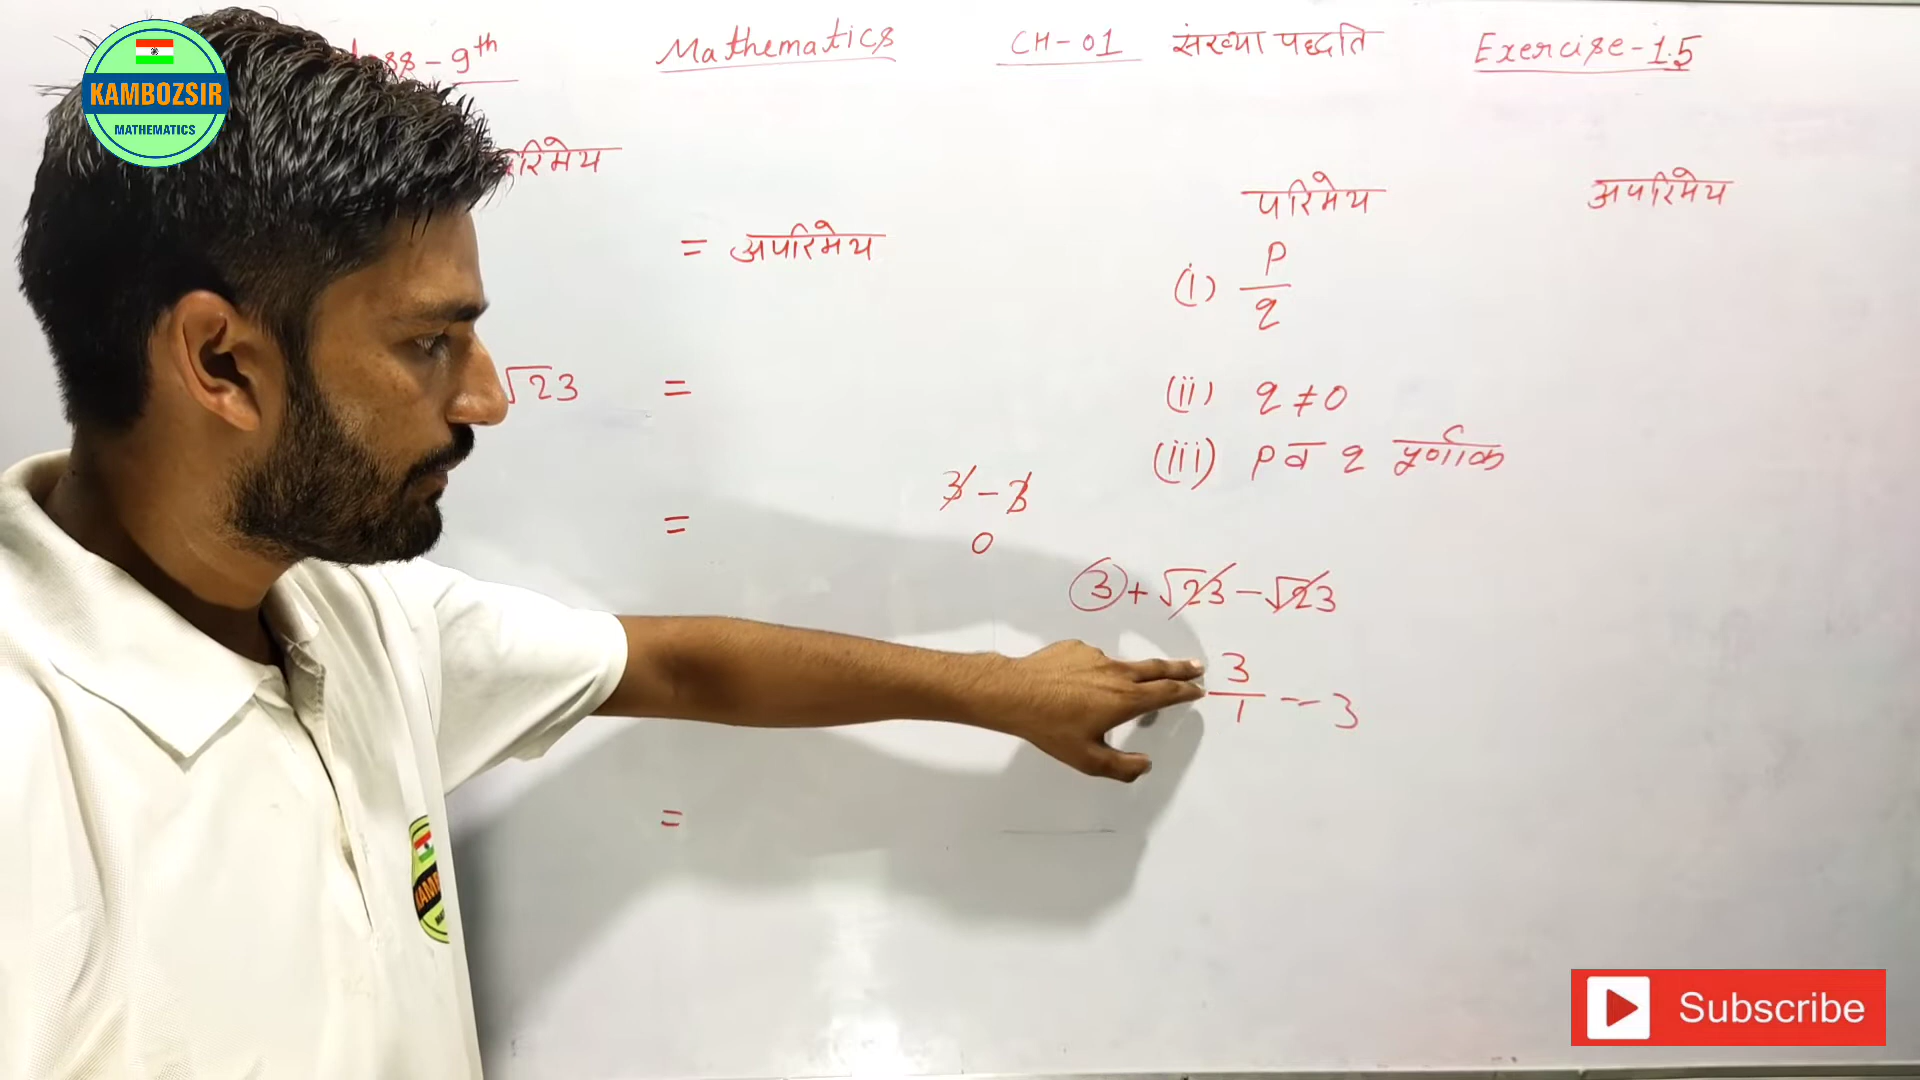 KAMBOZSIR
MATHEMATICS
9th
Mathematics
CH-01 संख्या पद्धति
Exercise-1.5
परिमेय
अपरिमेय
= अपरिमेय
(i) p/q
√23 =
(ii) q ≠ 0
(iii) p व q पूर्णांक
3 - 3
0
=
3 + √23 - √23
3/1 - 3
=
Subscribe